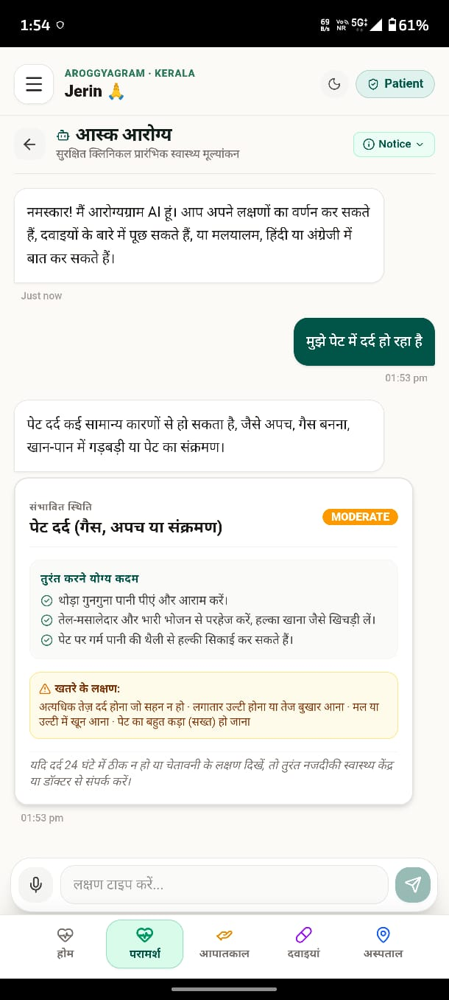 1:54
69 B/s VoNR 5G 61%
AROGGYAGRAM · KERALA
Jerin 🙏
Patient
आस्क आरोग्य
सुरक्षित क्लिनिकल प्रारंभिक स्वास्थ्य मूल्यांकन
Notice
नमस्कार! मैं आरोग्यग्राम AI हूं। आप अपने लक्षणों का वर्णन कर सकते
हैं, दवाइयों के बारे में पूछ सकते हैं, या मलयालम, हिंदी या अंग्रेजी में
बात कर सकते हैं।
Just now
मुझे पेट में दर्द हो रहा है
01:53 pm
पेट दर्द कई सामान्य कारणों से हो सकता है, जैसे अपच, गैस बनना,
खान-पान में गड़बड़ी या पेट का संक्रमण।
संभावित स्थिति
पेट दर्द (गैस, अपच या संक्रमण)
MODERATE
तुरंत करने योग्य कदम
थोड़ा गुनगुना पानी पीएं और आराम करें।
तेल-मसालेदार और भारी भोजन से परहेज करें, हल्का खाना जैसे खिचड़ी लें।
पेट पर गर्म पानी की थैली से हल्की सिकाई कर सकते हैं।
खतरे के लक्षण:
अत्यधिक तेज़ दर्द होना जो सहन न हो · लगातार उल्टी होना या तेज बुखार आना · मल या
उल्टी में खून आना · पेट का बहुत कड़ा (सख्त) हो जाना
यदि दर्द 24 घंटे में ठीक न हो या चेतावनी के लक्षण दिखें, तो तुरंत नजदीकी स्वास्थ्य केंद्र
या डॉक्टर से संपर्क करें।
01:53 pm
लक्षण टाइप करें...
होम
परामर्श
आपातकाल
दवाइयां
अस्पताल